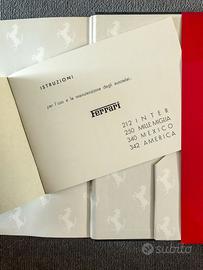 ISTRUZIONI
per l'uso e la manutenzione degli autotelai
Ferrari
212 INTER
250 MILLE MIGLIA
340 MEXICO
342 AMERICA
subito